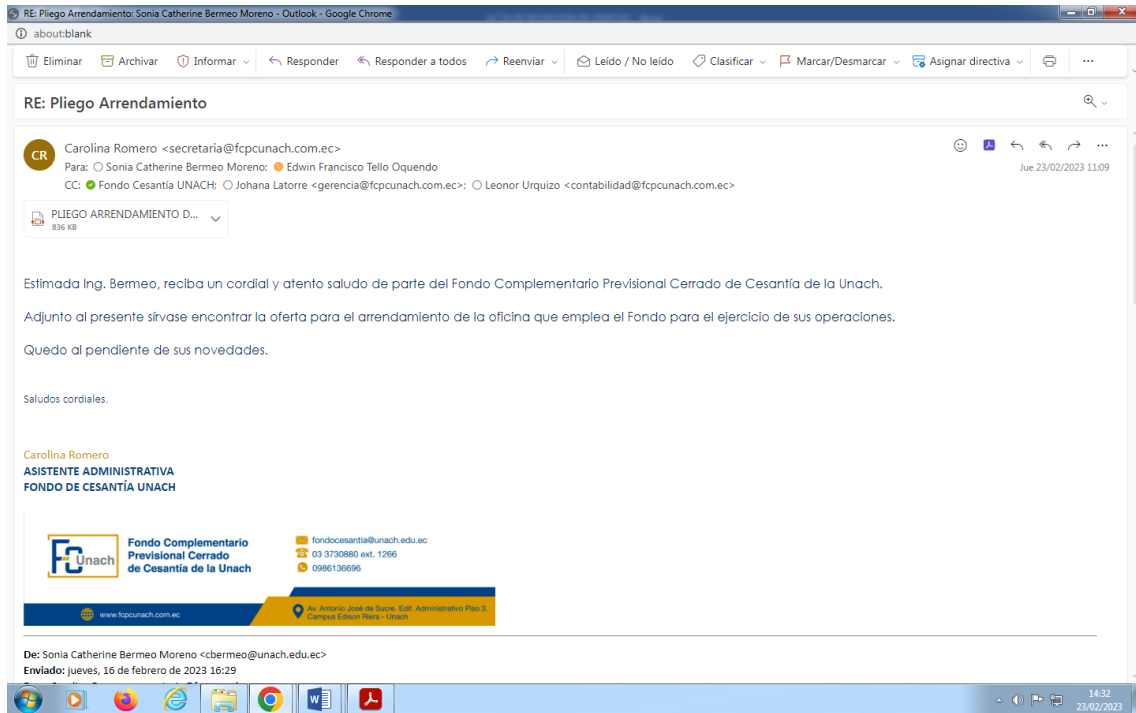 RE: Pliego Arrendamiento: Sonia Catherine Bermeo Moreno - Outlook - Google Chrome
about:blank
Eliminar Archivar Informar Responder Responder a todos Reenviar Leído / No leído Clasificar Marcar/Desmarcar Asignar directiva ...
RE: Pliego Arrendamiento
CR
Carolina Romero <secretaria@fcpcunach.com.ec>
Para: Sonia Catherine Bermeo Moreno; Edwin Francisco Tello Oquendo
Jue 23/02/2023 11:09
CC: Fondo Cesantía UNACH; Johana Latorre <gerencia@fcpcunach.com.ec>; Leonor Urquizo <contabilidad@fcpcunach.com.ec>
PLIEGO ARRENDAMIENTO D...
836 KB
Estimada Ing. Bermeo, reciba un cordial y atento saludo de parte del Fondo Complementario Previsional Cerrado de Cesantía de la Unach.
Adjunto al presente sírvase encontrar la oferta para el arrendamiento de la oficina que emplea el Fondo para el ejercicio de sus operaciones.
Quedo al pendiente de sus novedades.
Saludos cordiales.
Carolina Romero
ASISTENTE ADMINISTRATIVA
FONDO DE CESANTÍA UNACH
FC Unach
Fondo Complementario
Previsional Cerrado
de Cesantía de la Unach
fondocesantia@unach.edu.ec
03 3730880 ext. 1266
0986136696
www.fcpcunach.com.ec
Av. Antonio José de Sucre. Edif. Administrativo Piso 3.
Campus Edison Riera - Unach
De: Sonia Catherine Bermeo Moreno <cbermeo@unach.edu.ec>
Enviado: jueves, 16 de febrero de 2023 16:29
14:32
23/02/2023